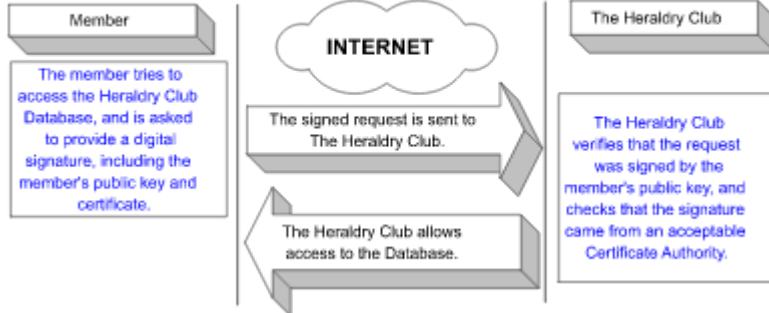 Member
INTERNET
The Heraldry Club
The member tries to
access the Heraldry Club
Database, and is asked
to provide a digital
signature, including the
member's public key and
certificate.
The signed request is sent to
The Heraldry Club.
The Heraldry Club allows
access to the Database.
The Heraldry Club
verifies that the request
was signed by the
member's public key, and
checks that the signature
came from an acceptable
Certificate Authority.